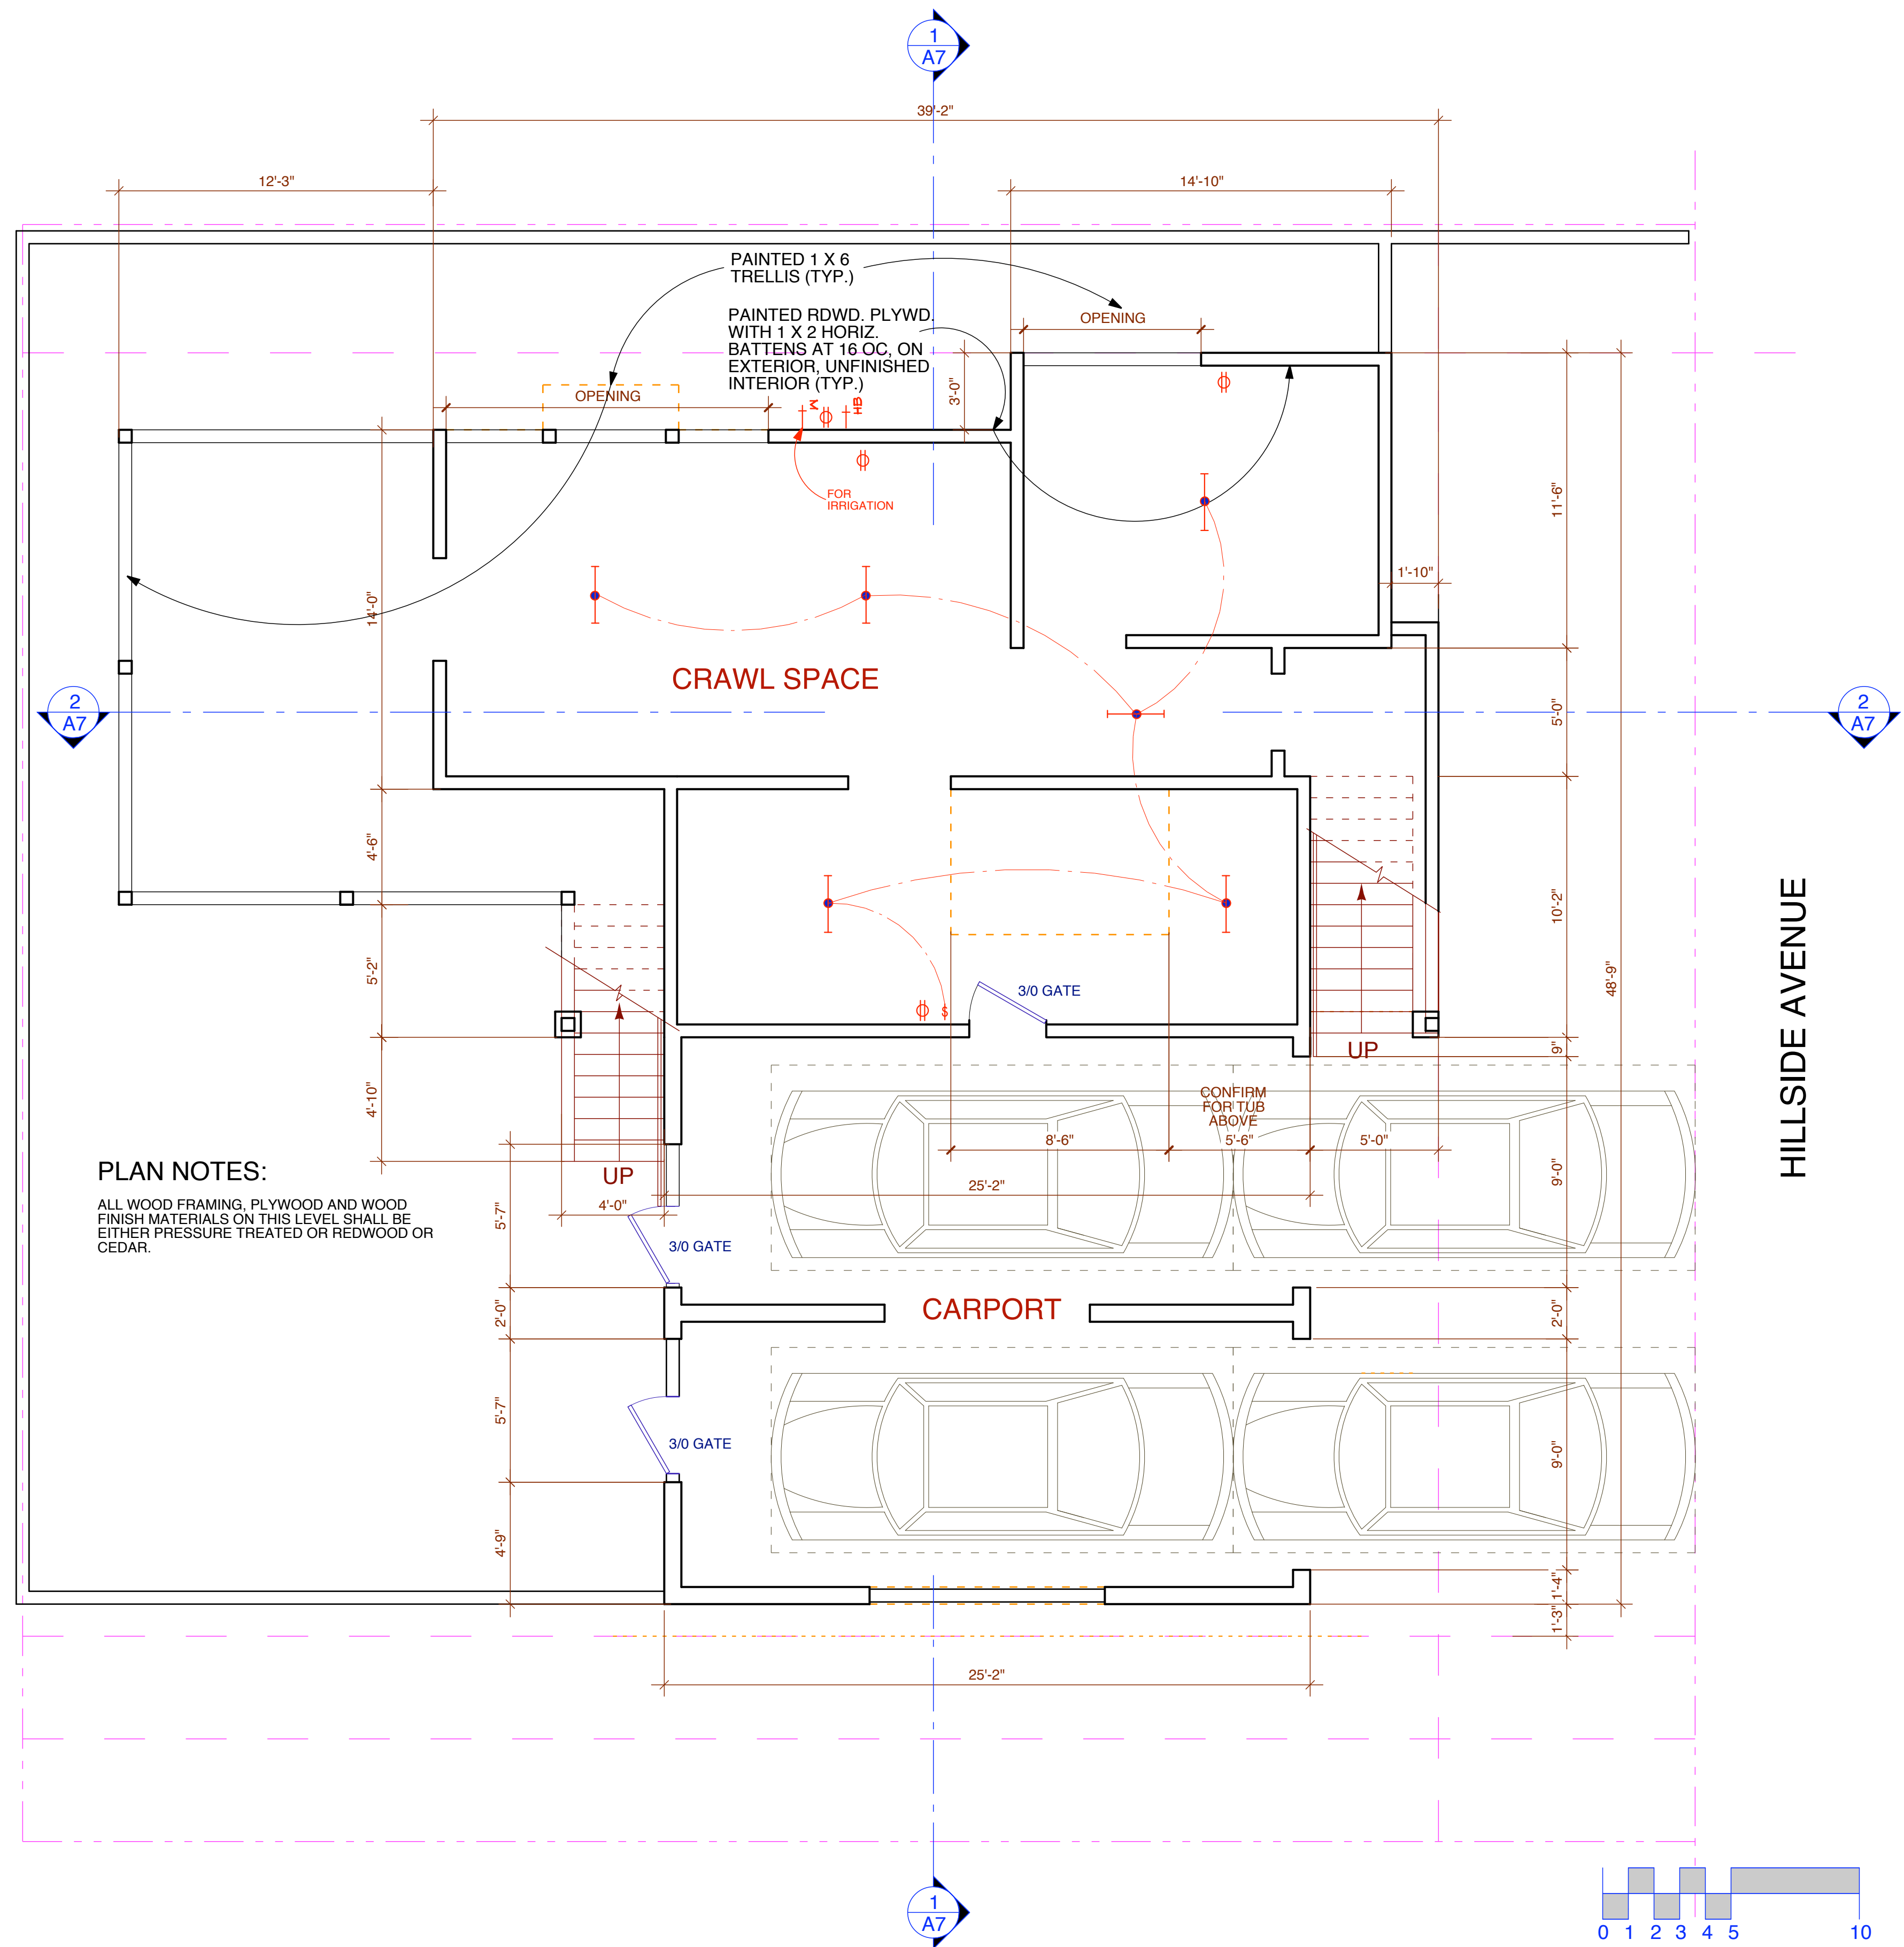 1
A7
39'-2"
12'-3"
14'-10"
PAINTED 1 X 6
TRELLIS (TYP.)
PAINTED RDWD. PLYWD.
WITH 1 X 2 HORIZ.
BATTENS AT 16 OC, ON
EXTERIOR, UNFINISHED
INTERIOR (TYP.)
OPENING
OPENING
3'-0"
M
HB
FOR
IRRIGATION
11'-6"
1'-10"
14'-0"
CRAWL SPACE
2
A7
2
A7
5'-0"
4'-6"
10'-2"
5'-2"
48'-9"
HILLSIDE AVENUE
3/0 GATE
$
UP
9"
4'-10"
CONFIRM
FOR TUB
ABOVE
8'-6"
5'-6"
5'-0"
9'-0"
PLAN NOTES:
UP
25'-2"
4'-0"
5'-7"
ALL WOOD FRAMING, PLYWOOD AND WOOD
FINISH MATERIALS ON THIS LEVEL SHALL BE
EITHER PRESSURE TREATED OR REDWOOD OR
CEDAR.
3/0 GATE
2'-0"
CARPORT
2'-0"
5'-7"
3/0 GATE
9'-0"
4'-9"
1'-4"
1'-3"
25'-2"
1
A7
0 1 2 3 4 5 10